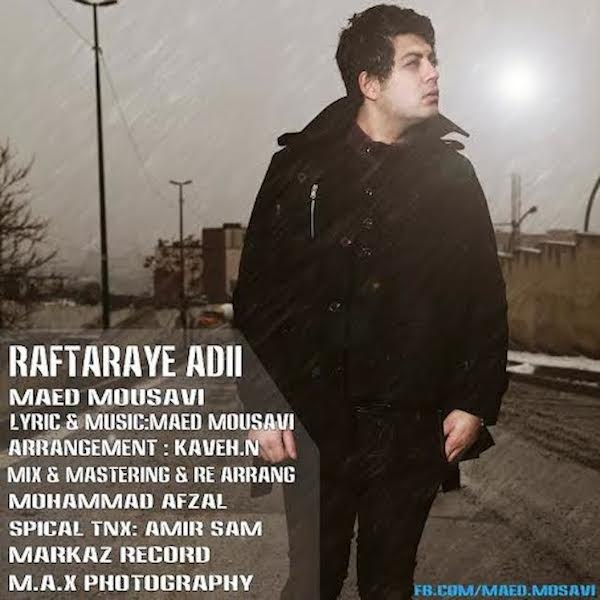 RAFTARAYE ADII
MAED MOUSAVI
LYRIC & MUSIC:MAED MOUSAVI
ARRANGEMENT : KAVEH.N
MIX & MASTERING & RE ARRANG
MOHAMMAD AFZAL
SPICAL TNX: AMIR SAM
MARKAZ RECORD
M.A.X PHOTOGRAPHY
FB.COM/MAED.MOSAVI